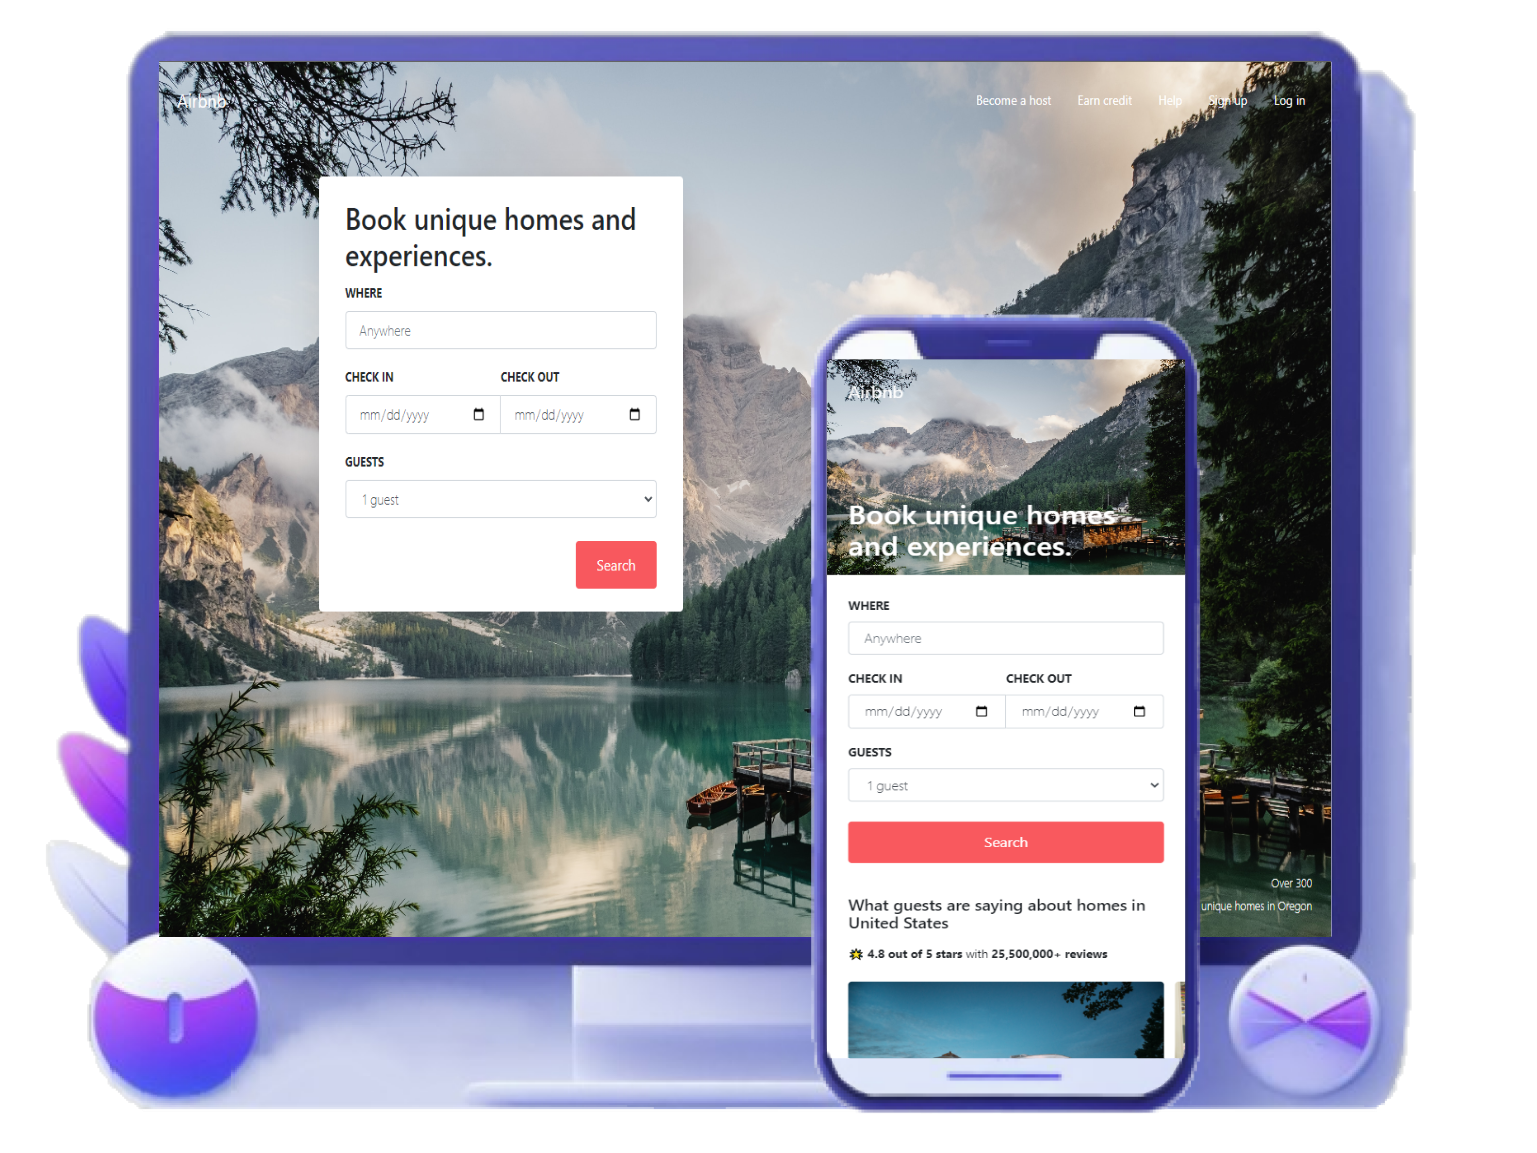 Airbnb
Become a host Earn credit Help Sign up Log in
Book unique homes and
experiences.
WHERE
Anywhere
CHECK IN CHECK OUT
mm/dd/yyyy mm/dd/yyyy
GUESTS
1 guest
Search
Over 300
unique homes in Oregon
Airbnb
Book unique homes
and experiences.
WHERE
Anywhere
CHECK IN CHECK OUT
mm/dd/yyyy mm/dd/yyyy
GUESTS
1 guest
Search
What guests are saying about homes in
United States
4.8 out of 5 stars with 25,500,000+ reviews